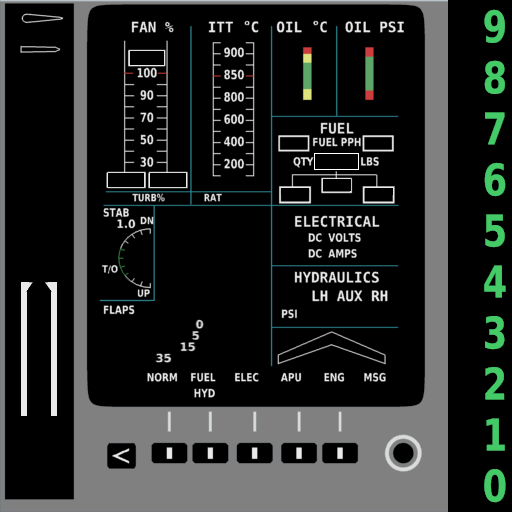 FAN % ITT °C OIL °C OIL PSI
900
100 850
90 800
70 600
50 400
30 200
TURB% RAT
FUEL
FUEL PPH
QTY LBS
STAB
1.0 DN
T/O
UP
FLAPS
0
5
15
35
ELECTRICAL
DC VOLTS
DC AMPS
HYDRAULICS
LH AUX RH
PSI
NORM FUEL ELEC APU ENG MSG
HYD
<
9
8
7
6
5
4
3
2
1
0